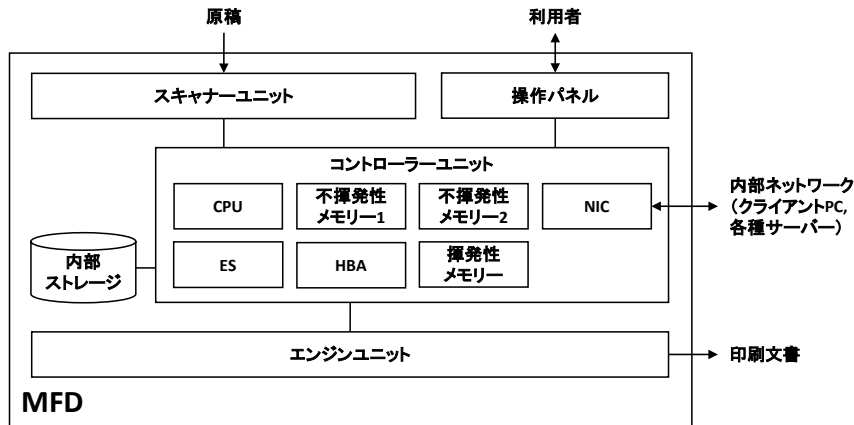 原稿
利用者
スキャナーユニット
操作パネル
コントローラーユニット
CPU
不揮発性
メモリー1
不揮発性
メモリー2
NIC
内部ネットワーク
(クライアントPC,
各種サーバー)
内部
ストレージ
ES
HBA
揮発性
メモリー
エンジンユニット
印刷文書
MFD